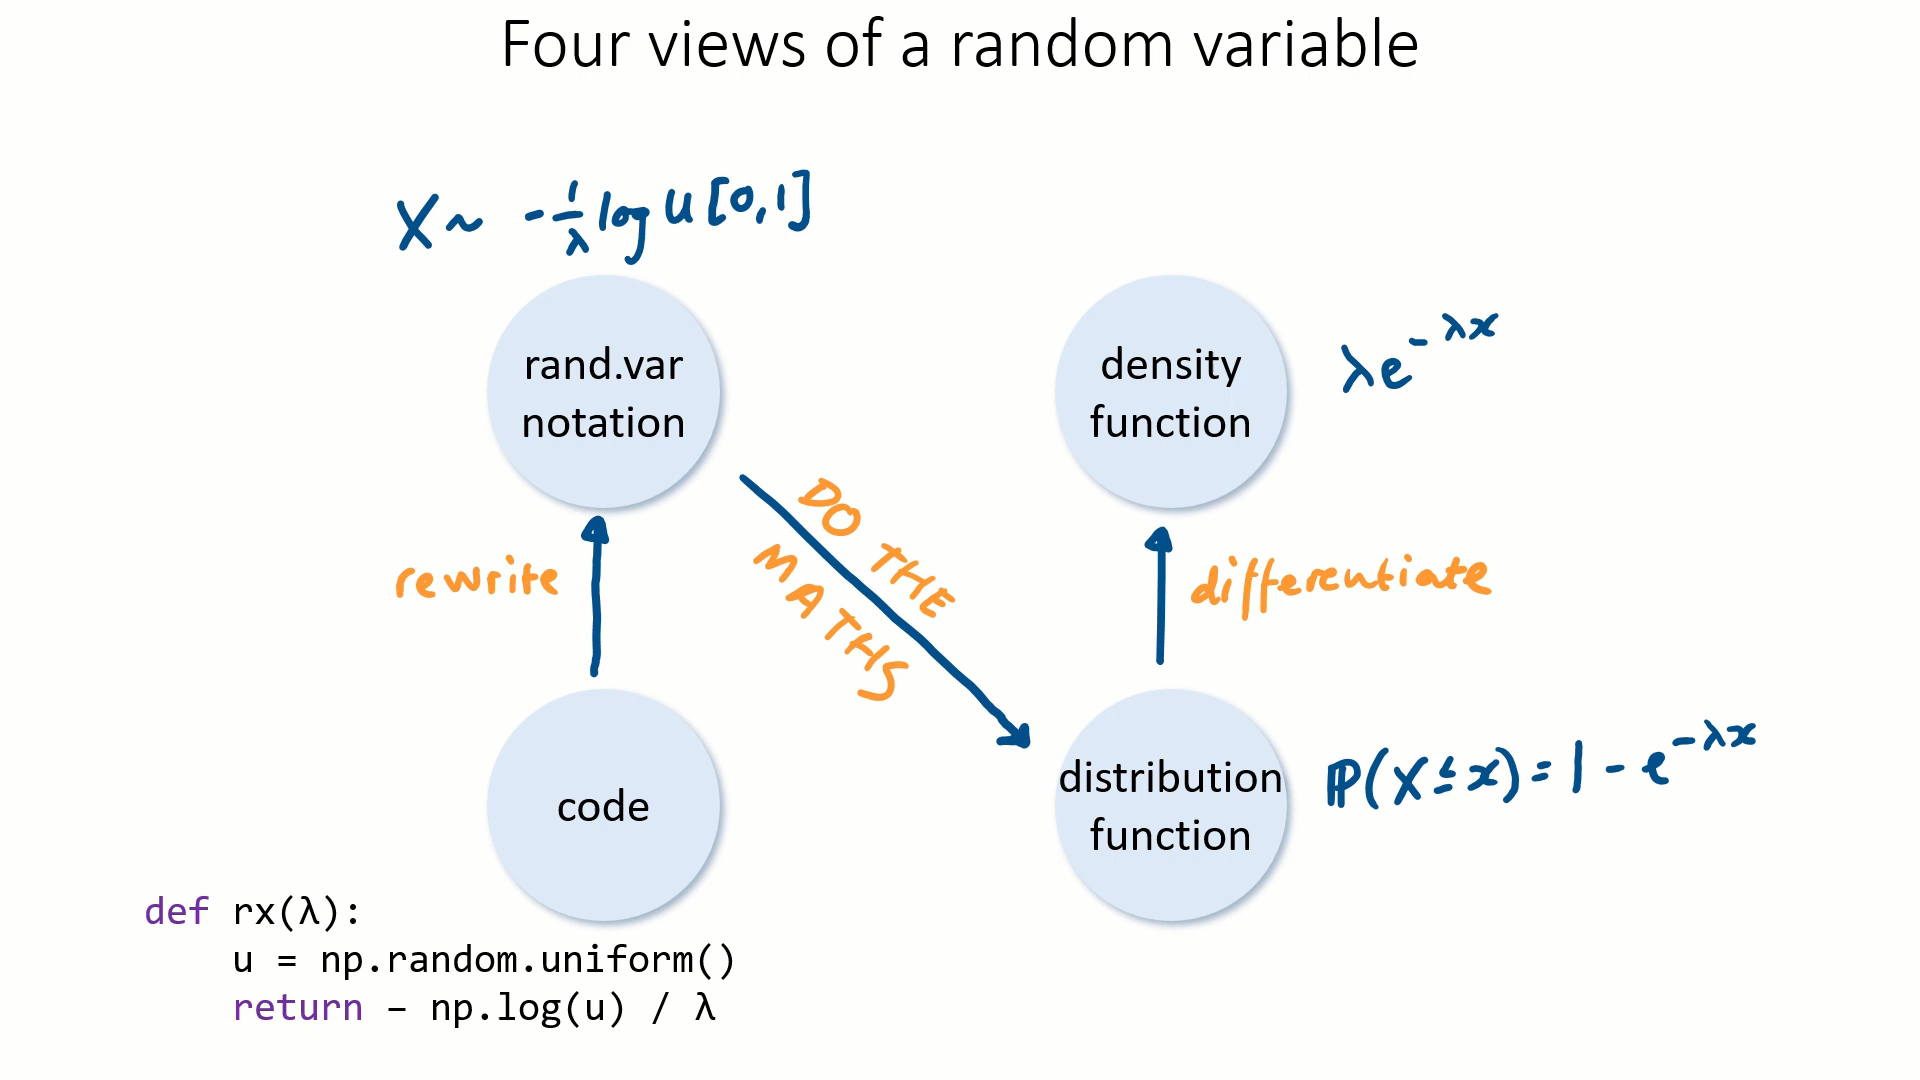 Four views of a random variable
X ~ -1/λ log U[0,1]
rand.var
notation
density
function
λe^-λx
DO THE
MATHS
rewrite
differentiate
code
distribution
function
ℙ(X≤x)=1-e^-λx
def rx(λ):
u = np.random.uniform()
return – np.log(u) / λ